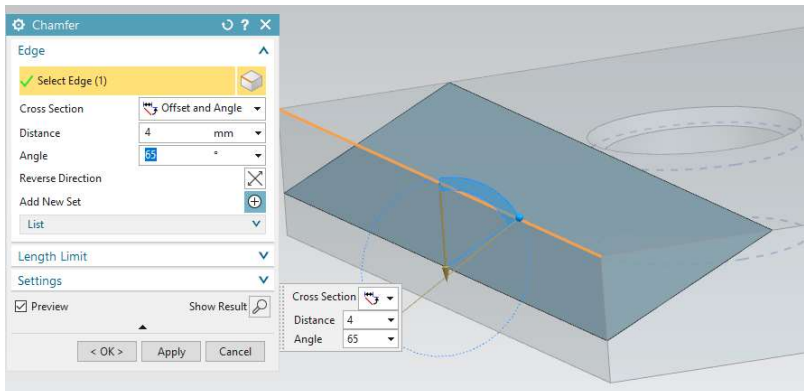 Chamfer
Edge
Select Edge (1)
Cross Section Offset and Angle
Distance 4 mm
Angle 65 °
Reverse Direction
Add New Set
List
Length Limit
Settings
Preview Show Result
< OK > Apply Cancel
Cross Section
Distance 4
Angle 65